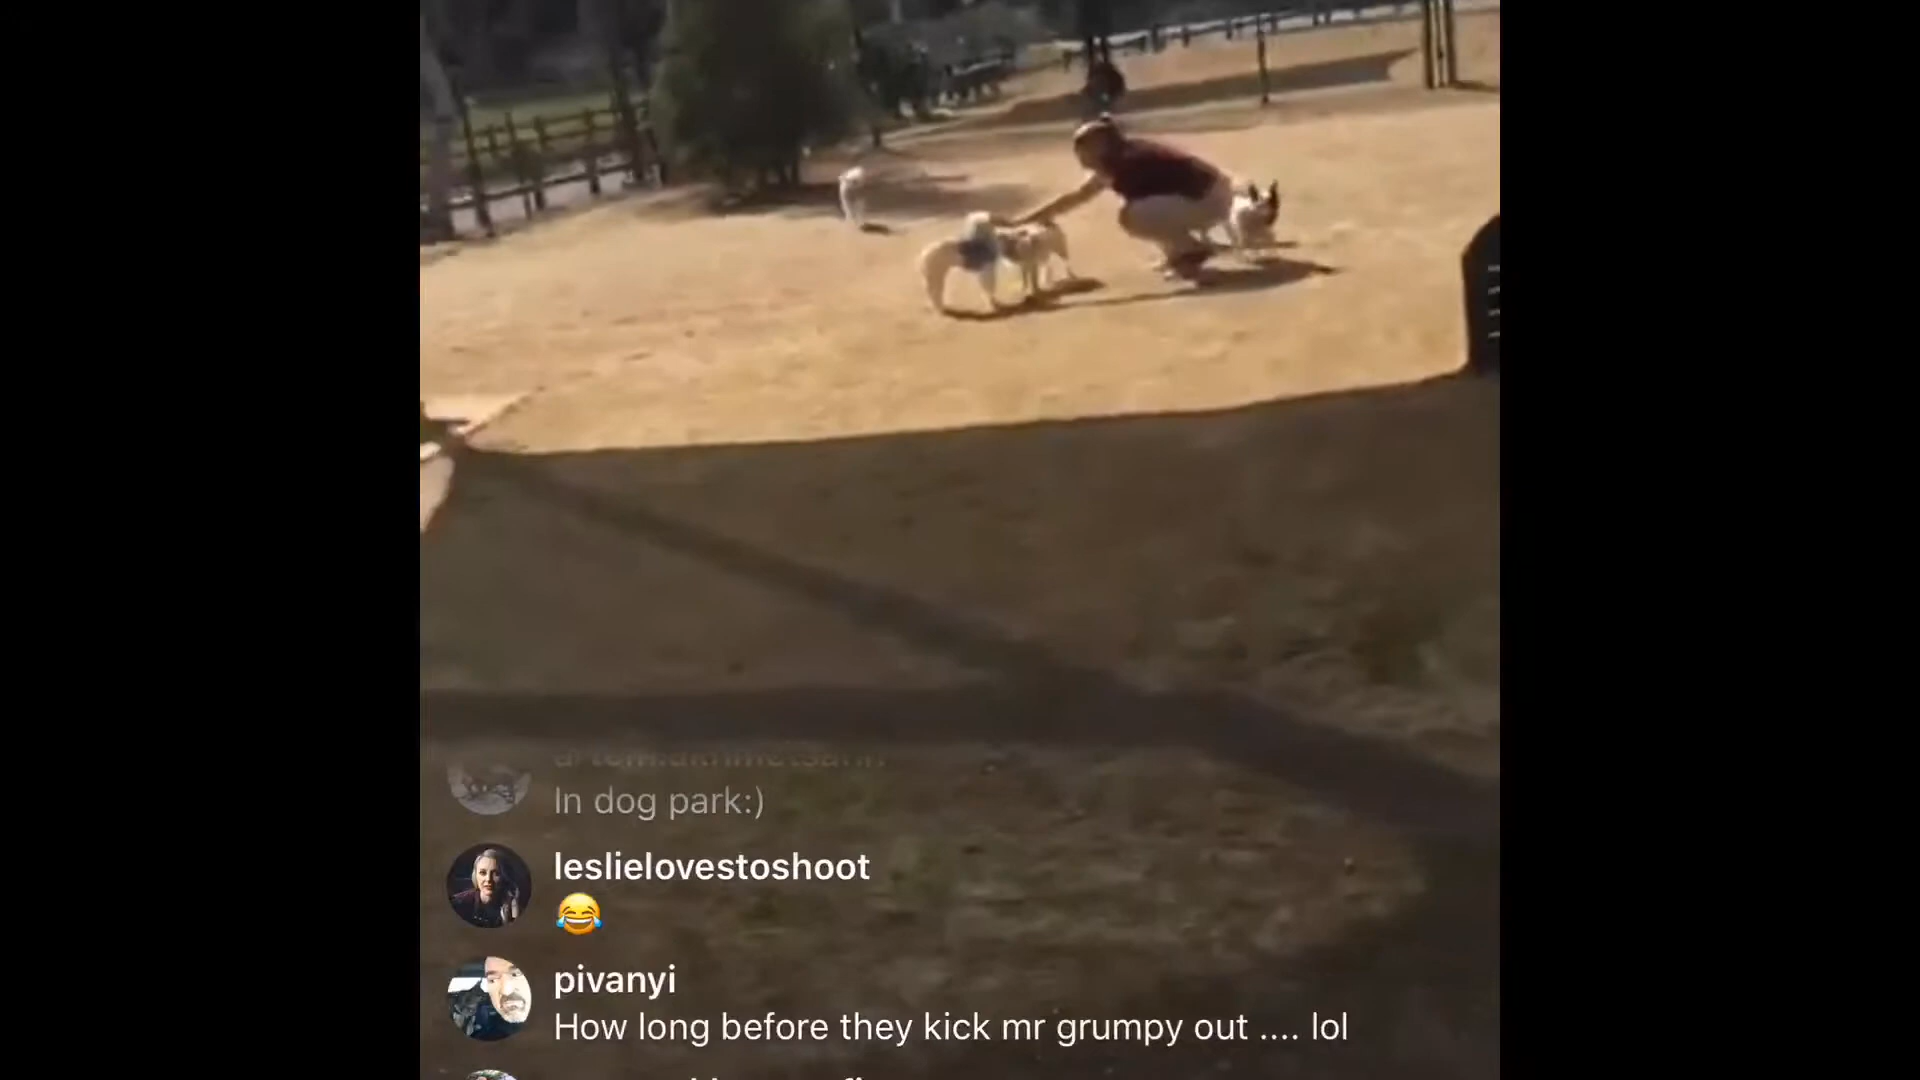 In dog park:)
leslielovestoshoot
😂
pivanyi
How long before they kick mr grumpy out .... lol